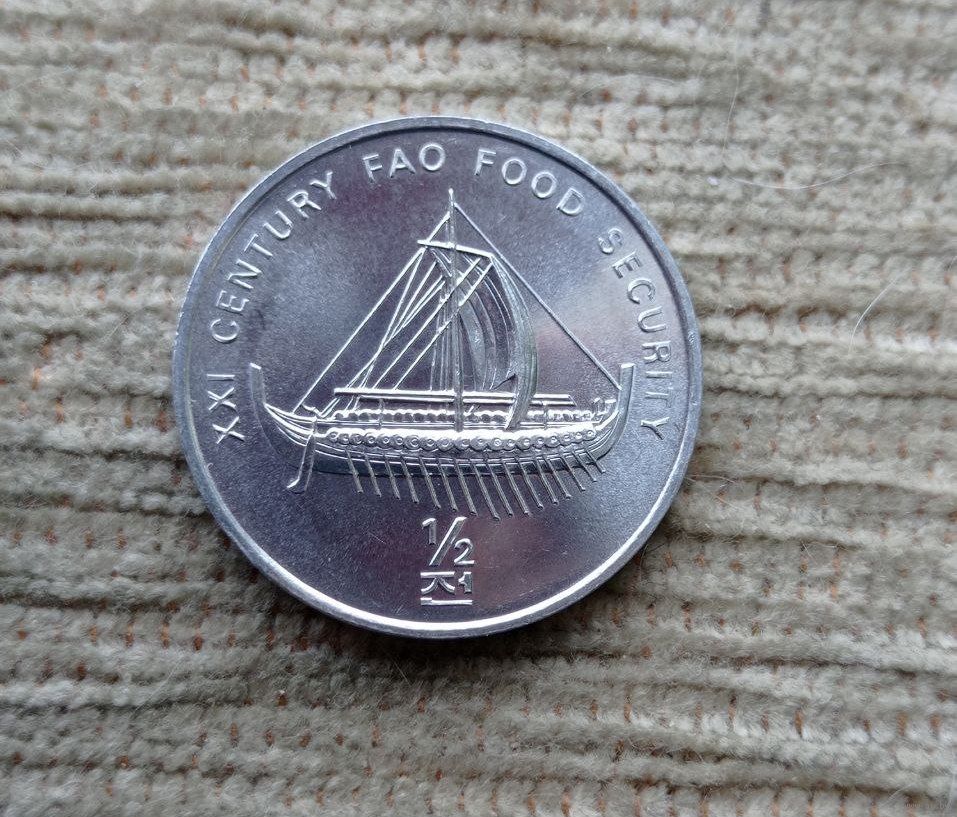 XXI CENTURY FAO FOOD SECURITY
1/2
전